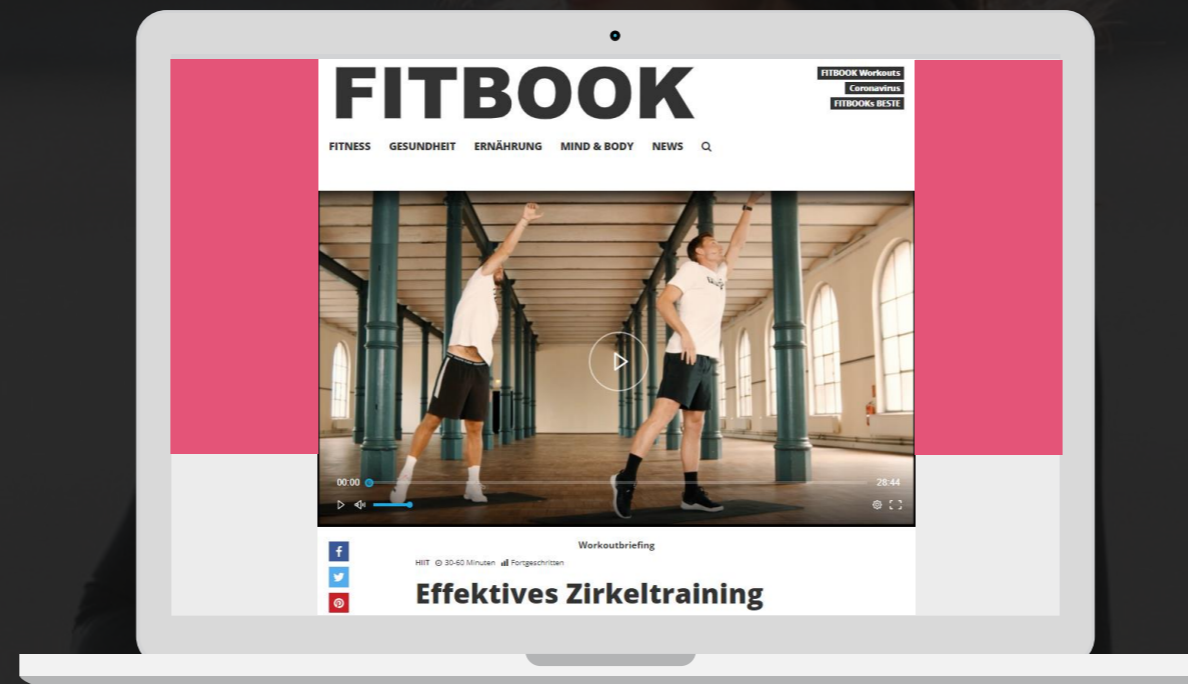 FITBOOK
FITBOOK Workouts
Coronavirus
FITBOOKs BESTE
FITNESS GESUNDHEIT ERNÄHRUNG MIND & BODY NEWS
00:00 28:44
Workoutbriefing
HIIT 30-60 Minuten Fortgeschritten
Effektives Zirkeltraining